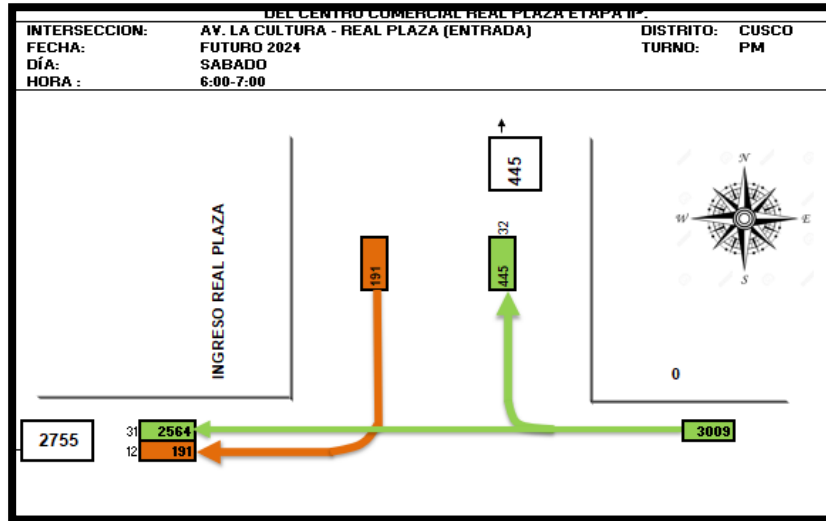 DEL CENTRO COMERCIAL REAL PLAZA ETAPA II".
INTERSECCION: AV. LA CULTURA - REAL PLAZA (ENTRADA) DISTRITO: CUSCO
FECHA: FUTURO 2024 TURNO: PM
DÍA: SABADO
HORA : 6:00-7:00
445
N
W E
S
INGRESO REAL PLAZA
191
445 32
0
2755
31 2564
3009
12 191